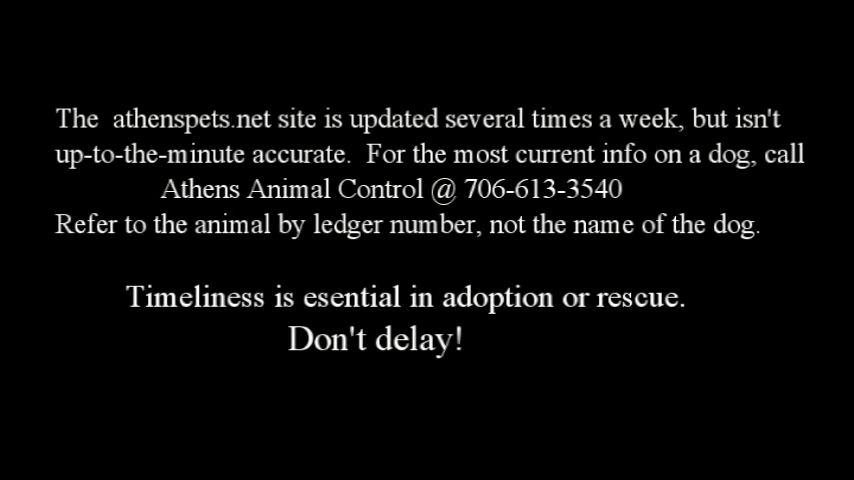 The  athenspets.net site is updated several times a week, but isn't
up-to-the-minute accurate.  For the most current info on a dog, call
Athens Animal Control @ 706-613-3540
Refer to the animal by ledger number, not the name of the dog.
Timeliness is esential in adoption or rescue.
Don't delay!